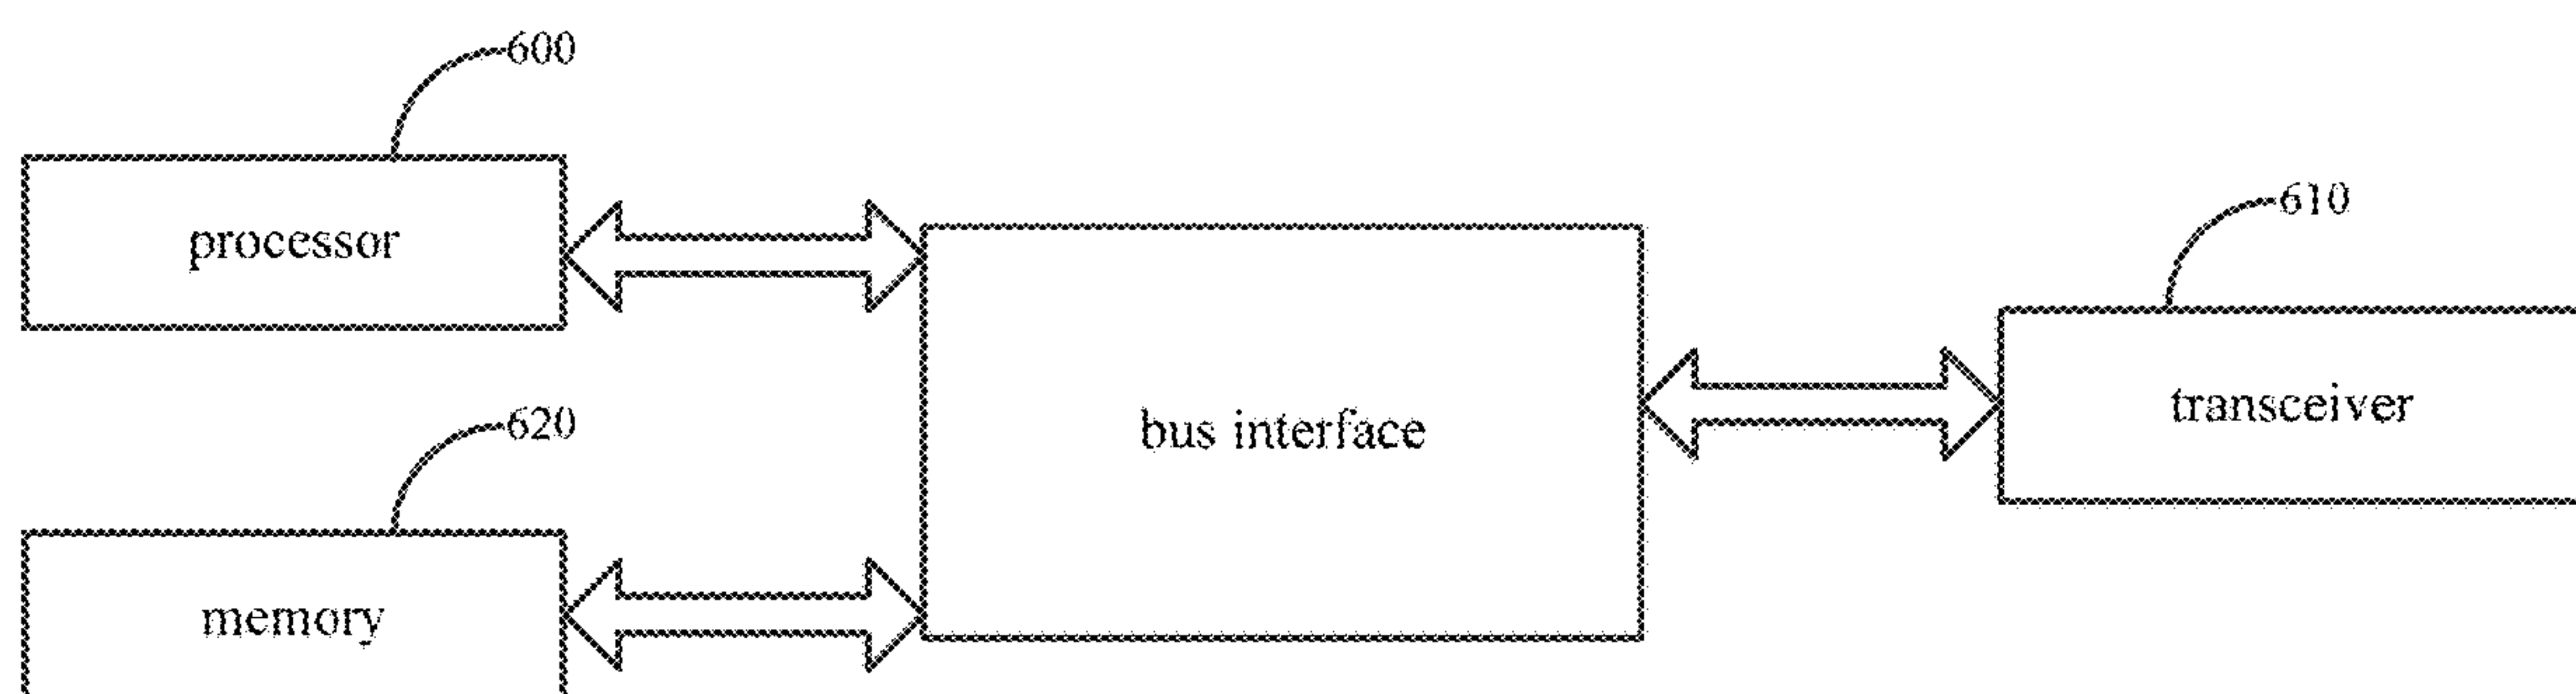 600
processor
610
bus interface
transceiver
620
memory